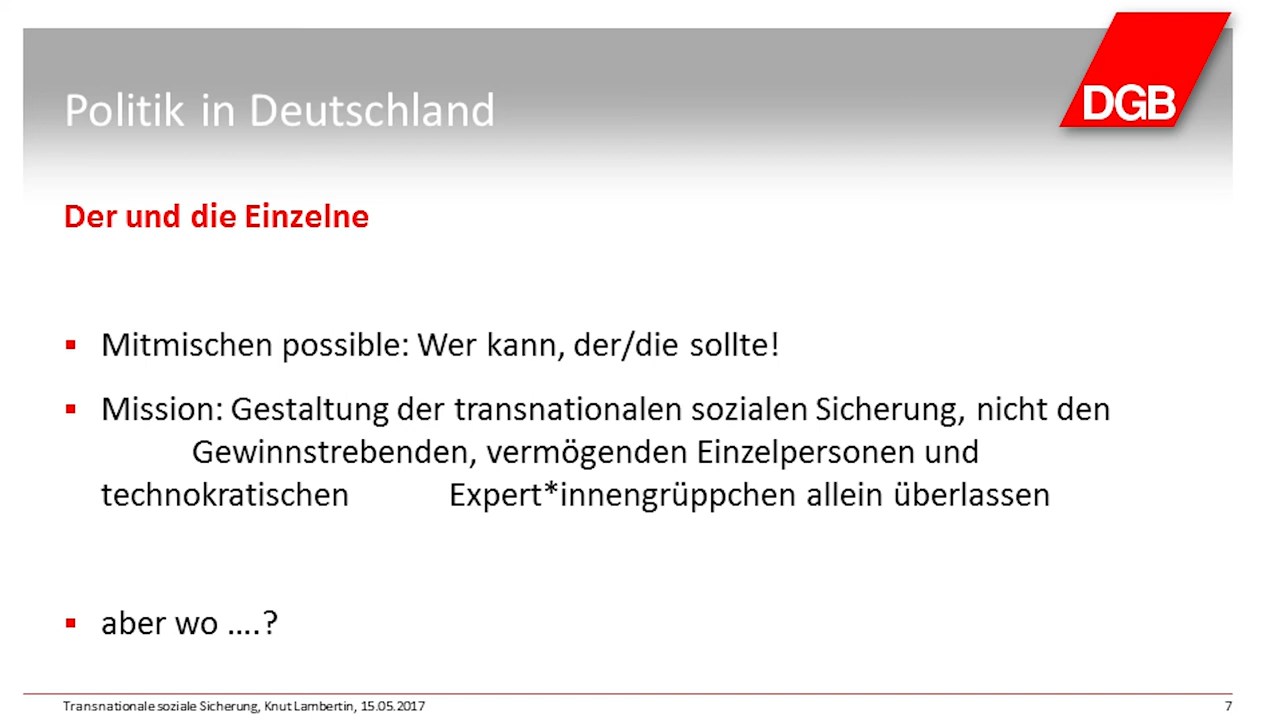 Politik in Deutschland
DGB
Der und die Einzelne
Mitmischen possible: Wer kann, der/die sollte!
Mission: Gestaltung der transnationalen sozialen Sicherung, nicht den
Gewinnstrebenden, vermögenden Einzelpersonen und
technokratischen Expert*innengrüppchen allein überlassen
aber wo ....?
Transnationale soziale Sicherung, Knut Lambertin, 15.05.2017 7